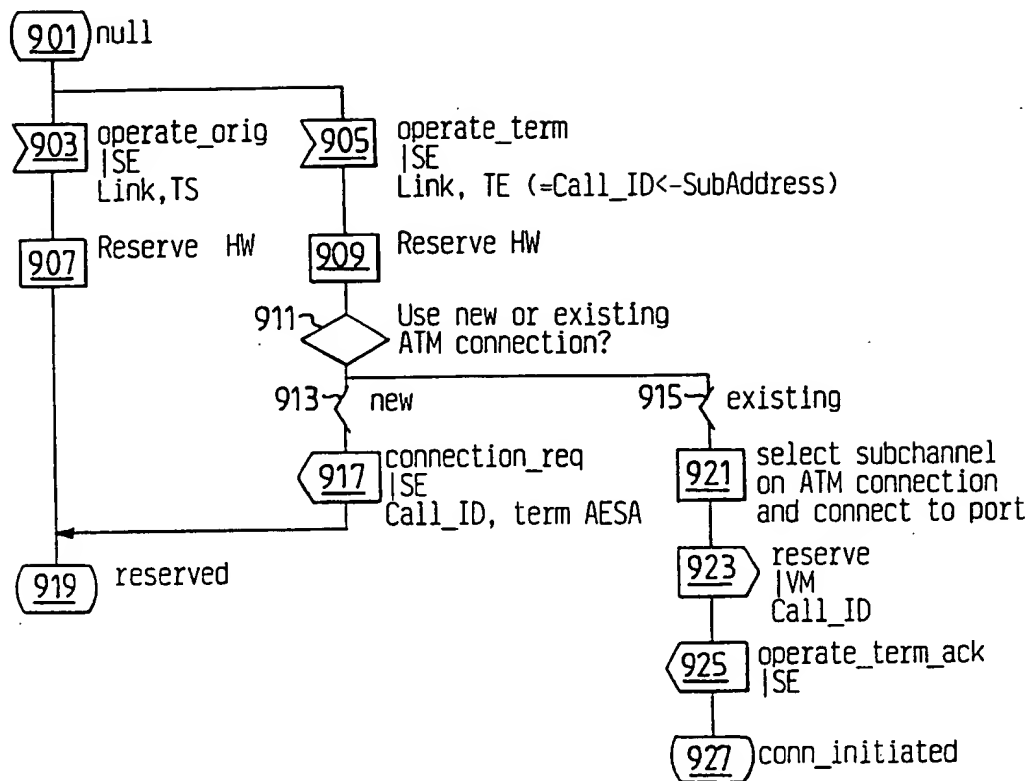 901 null
903 operate_orig
|SE
Link,TS
905 operate_term
|SE
Link, TE (=Call_ID<-SubAddress)
907 Reserve HW
909 Reserve HW
911 Use new or existing
ATM connection?
913 new
915 existing
917 connection_req
|SE
Call_ID, term AESA
921 select subchannel
on ATM connection
and connect to port
919 reserved
923 reserve
|VM
Call_ID
925 operate_term_ack
|SE
927 conn_initiated